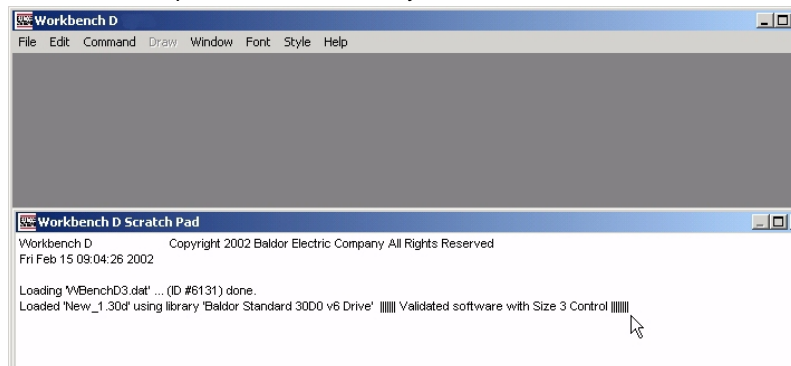 Workbench D
File Edit Command Draw Window Font Style Help
Workbench D Scratch Pad
Workbench D Copyright 2002 Baldor Electric Company All Rights Reserved
Fri Feb 15 09:04:26 2002
Loading 'WBenchD3.dat' ... (ID #6131) done.
Loaded 'New_1.30d' using library 'Baldor Standard 30D0 v6 Drive' |||||| Validated software with Size 3 Control |||||||